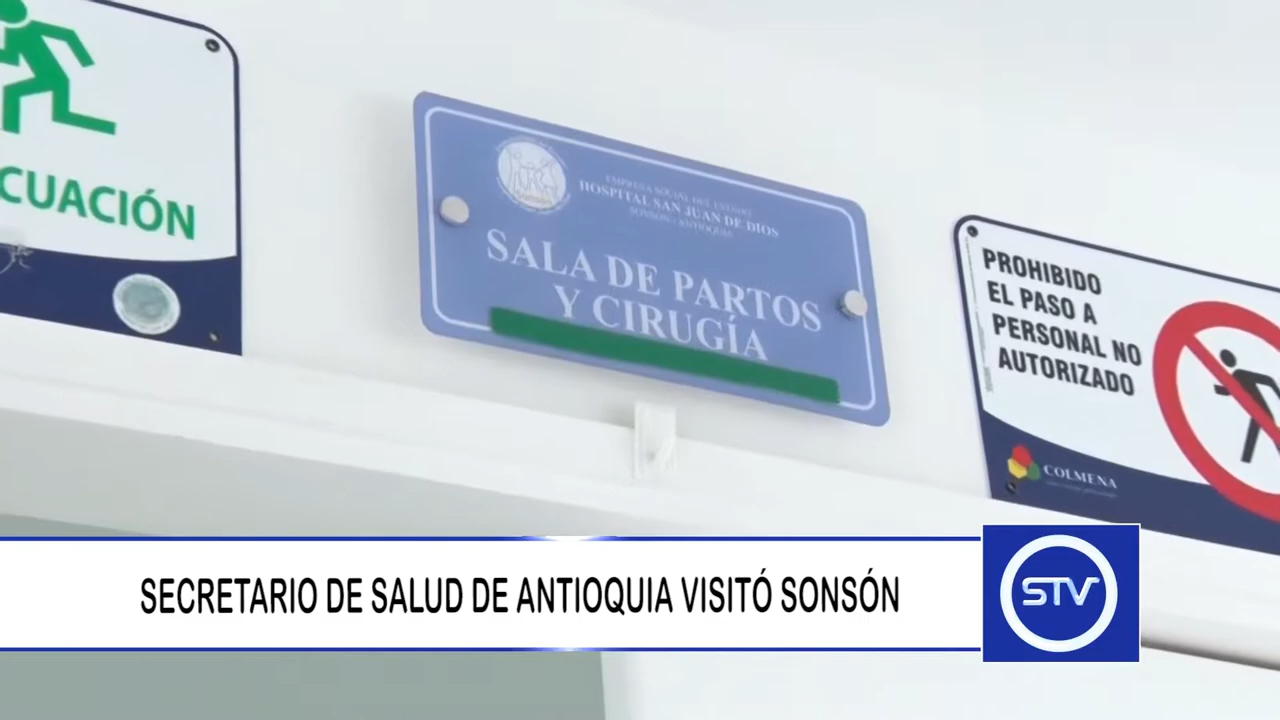 CUACIÓN
EMPRESA SOCIAL DEL ESTADO
HOSPITAL SAN JUAN DE DIOS
SONSON - ANTIOQUIA
SALA DE PARTOS
Y CIRUGÍA
PROHIBIDO
EL PASO A
PERSONAL NO
AUTORIZADO
COLMENA
SECRETARIO DE SALUD DE ANTIOQUIA VISITÓ SONSÓN
STV